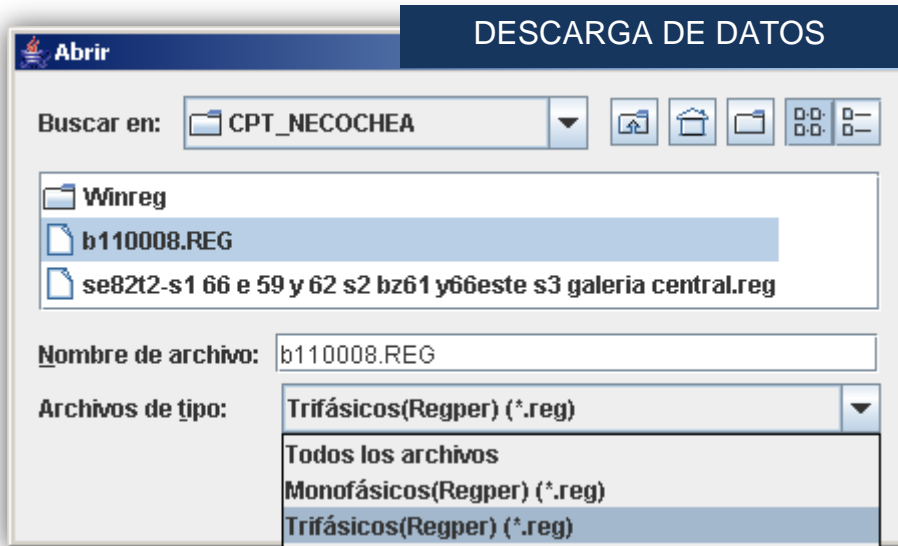 DESCARGA DE DATOS
Abrir
Buscar en: CPT_NECOCHEA
Winreg
b110008.REG
se82t2-s1 66 e 59 y 62 s2 bz61 y66este s3 galeria central.reg
Nombre de archivo: b110008.REG
Archivos de tipo: Trifásicos(Regper) (*.reg)
Todos los archivos
Monofásicos(Regper) (*.reg)
Trifásicos(Regper) (*.reg)